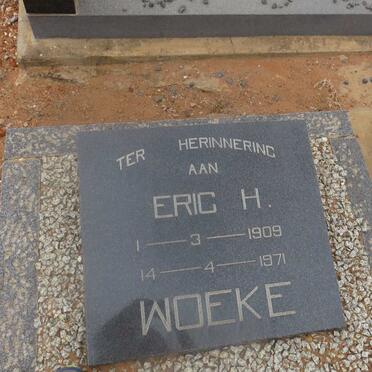 TER HERINNERING
AAN
ERIC H.
1 — 3 — 1909
14 — 4 — 1971
WOEKE